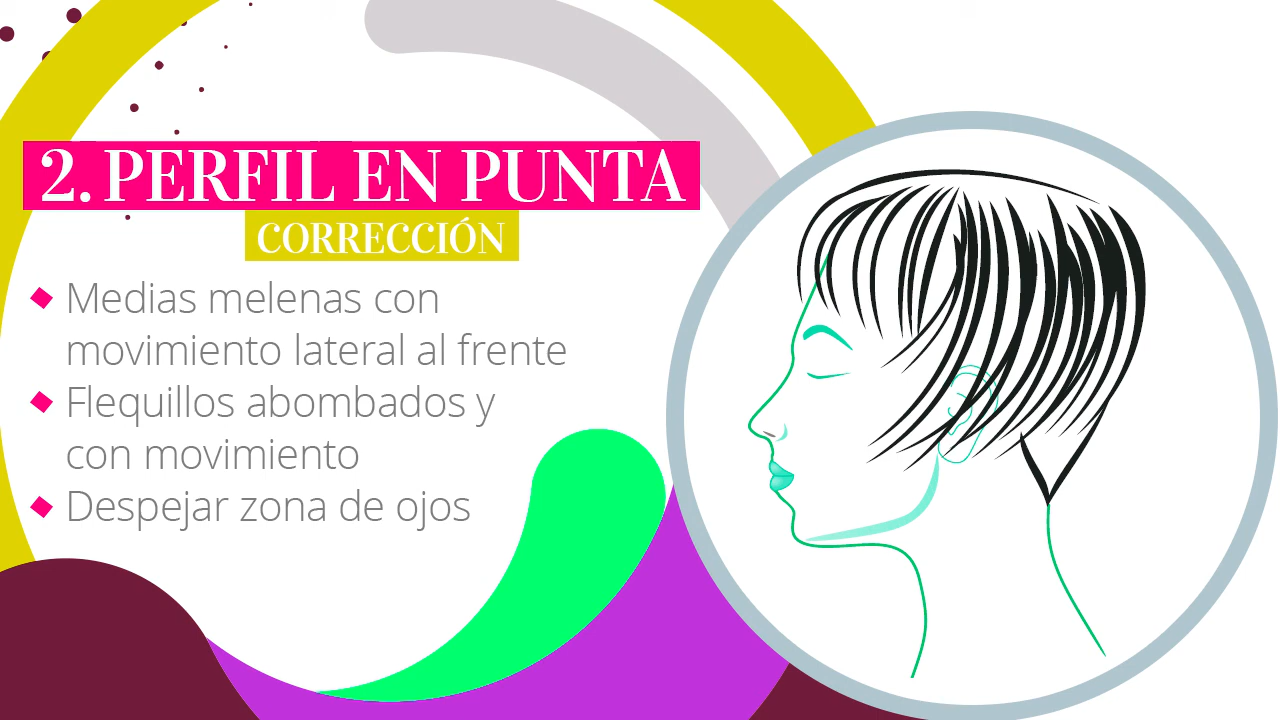 2. PERFIL EN PUNTA
CORRECCIÓN
Medias melenas con
movimiento lateral al frente
Flequillos abombados y
con movimiento
Despejar zona de ojos